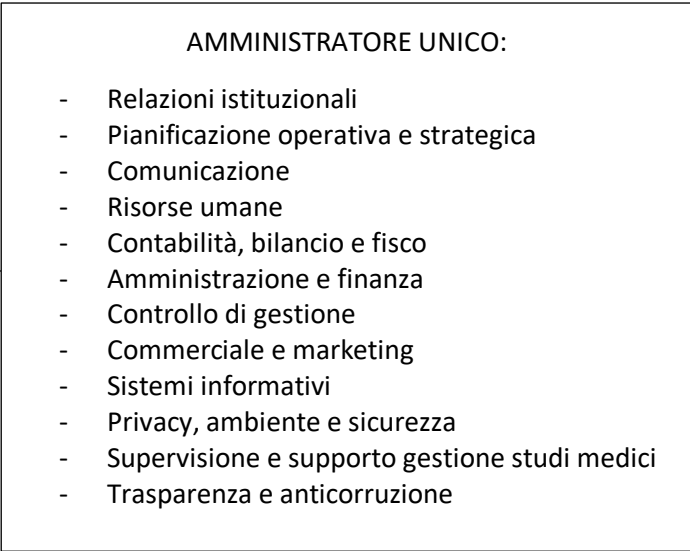 AMMINISTRATORE UNICO:
- Relazioni istituzionali
- Pianificazione operativa e strategica
- Comunicazione
- Risorse umane
- Contabilità, bilancio e fisco
- Amministrazione e finanza
- Controllo di gestione
- Commerciale e marketing
- Sistemi informativi
- Privacy, ambiente e sicurezza
- Supervisione e supporto gestione studi medici
- Trasparenza e anticorruzione